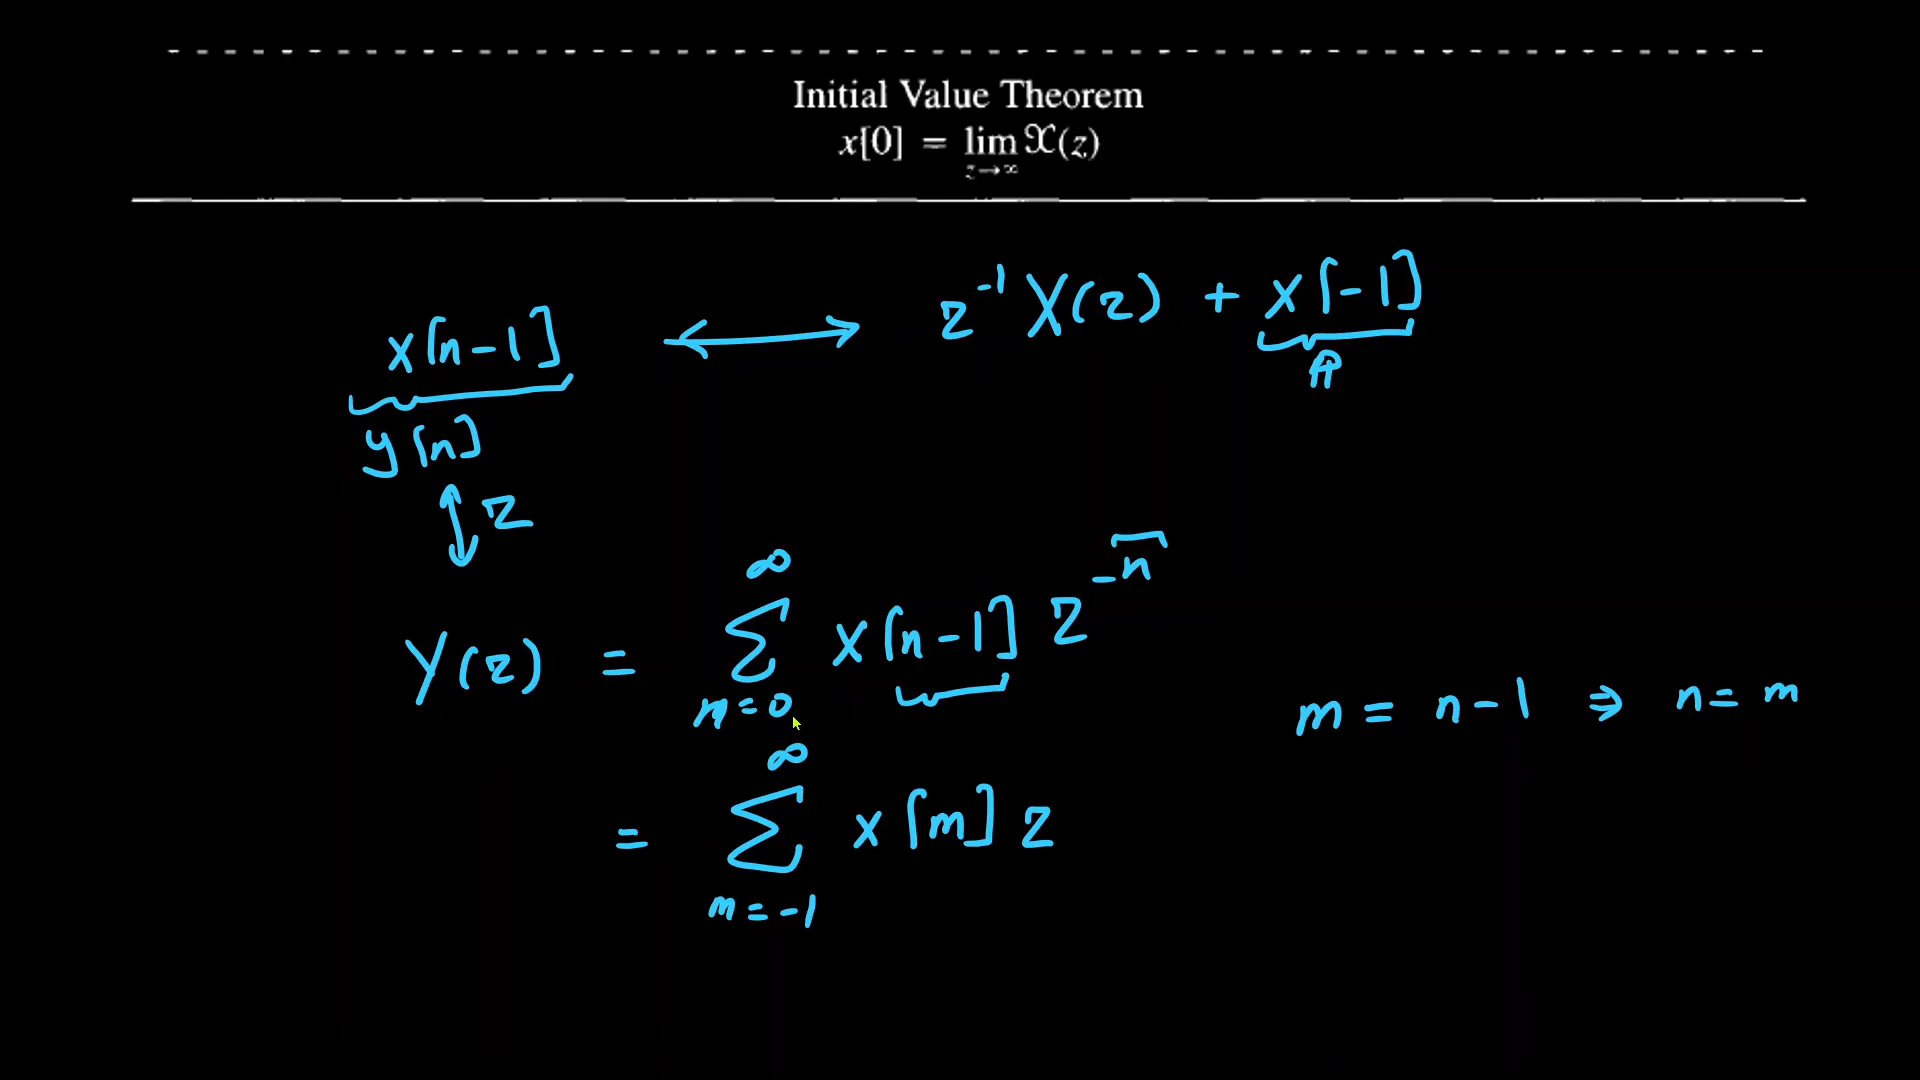 Initial Value Theorem
x[0] = lim 𝔛(z)
z→∞
x[n-1] ⟷ z⁻¹ X(z) + x[-1]
y[n]
Z
Y(z) = ∑ x[n-1] z⁻ⁿ
∞
n=0
m = n-1 ⇒ n= m
∞
= ∑ x[m] z
m=-1